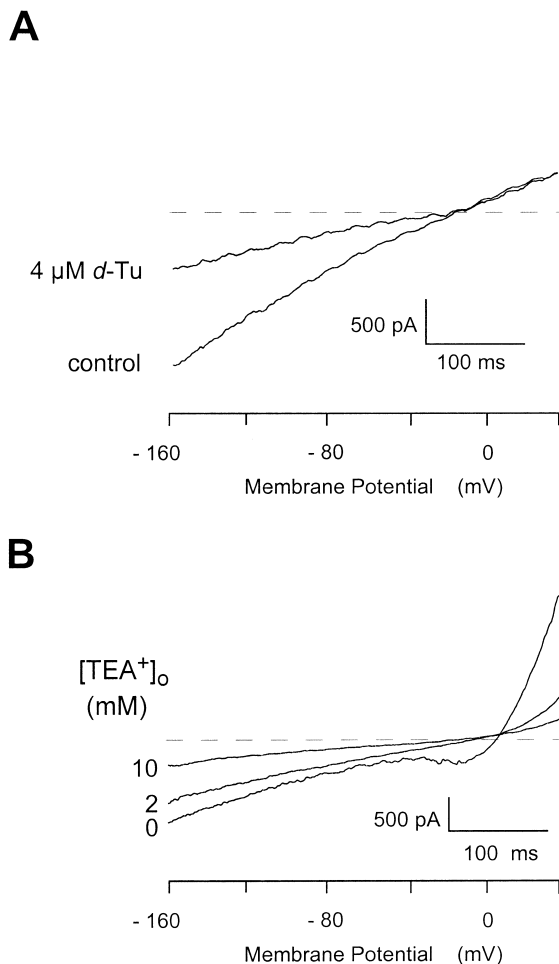 A
4 µM d-Tu
500 pA
100 ms
control
- 160 - 80 0
Membrane Potential (mV)
B
[TEA⁺]ₒ
(mM)
10
2
0
500 pA
100 ms
- 160 - 80 0
Membrane Potential (mV)